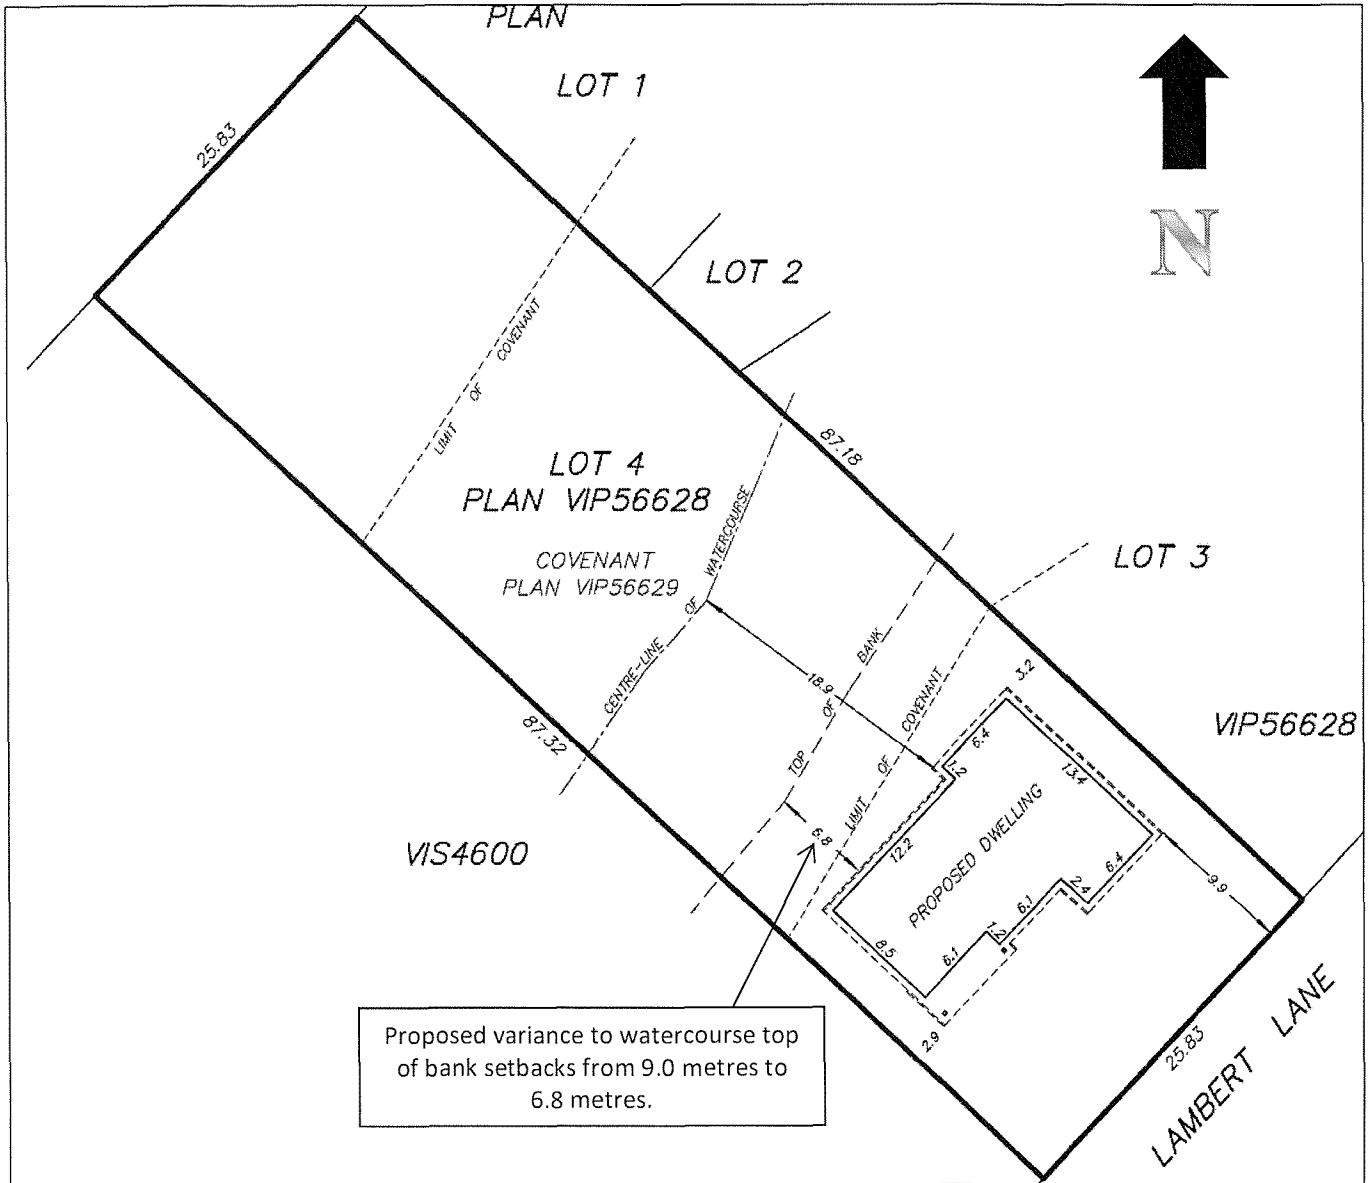 PLAN
LOT 1
25.83
N
LOT 2
LIMIT OF COVENANT
87.18
LOT 4
PLAN VIP56628
COVENANT
PLAN VIP56629
CENTRE-LINE OF WATERCOURSE
LOT 3
TOP OF BANK
18.9
LIMIT OF COVENANT
3.2
VIP56628
87.32
6.4
1.2
13.4
6.8
12.2
PROPOSED DWELLING
VIS4600
6.4
2.4
9.9
6.1
1.2
6.1
8.5
2.9
25.83
LAMBERT LANE
Proposed variance to watercourse top
of bank setbacks from 9.0 metres to
6.8 metres.